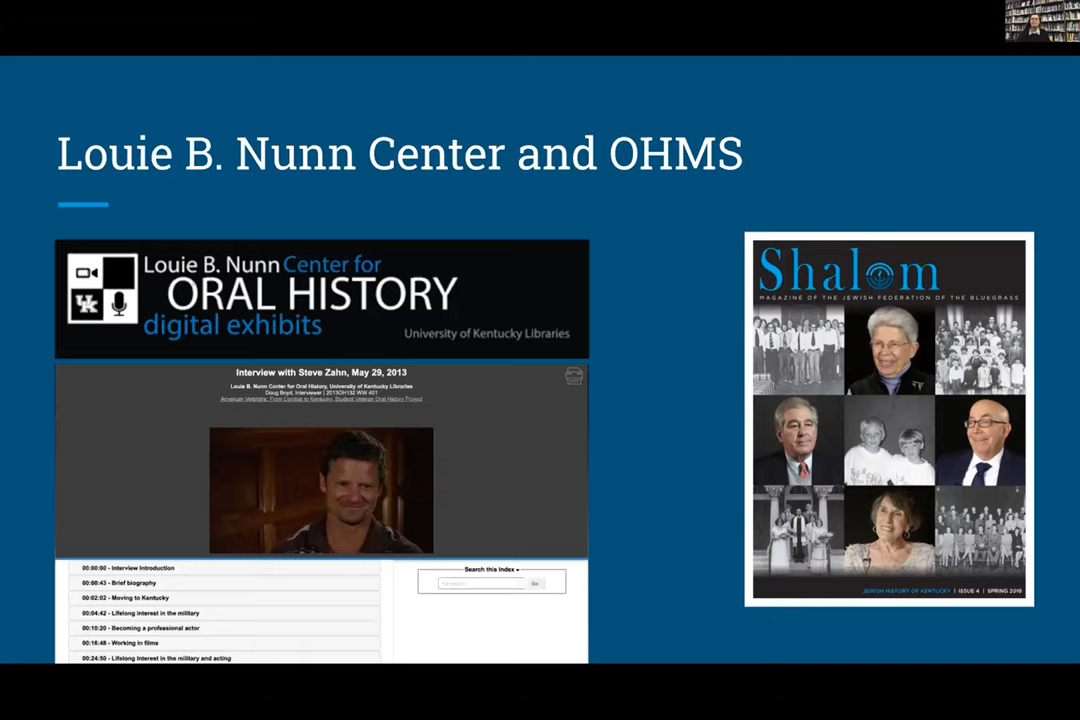 Louie B. Nunn Center and OHMS
Louie B. Nunn Center for
ORAL HISTORY
digital exhibits
University of Kentucky Libraries
UK
Interview with Steve Zahn, May 29, 2013
Louie B. Nunn Center for Oral History, University of Kentucky Libraries
Doug Boyd, Interviewer | 2013OH132 WW 401
American Veterans: From Combat to Kentucky, Student Veteran Oral History Project
00:00:00 - Interview Introduction
00:00:43 - Brief biography
00:02:02 - Moving to Kentucky
00:04:42 - Lifelong interest in the military
00:10:20 - Becoming a professional actor
00:16:48 - Working in films
00:24:50 - Lifelong interest in the military and acting
Search this Index
Go
Shalom
MAGAZINE OF THE JEWISH FEDERATION OF THE BLUEGRASS
JEWISH HISTORY OF KENTUCKY | ISSUE 4 | SPRING 2019